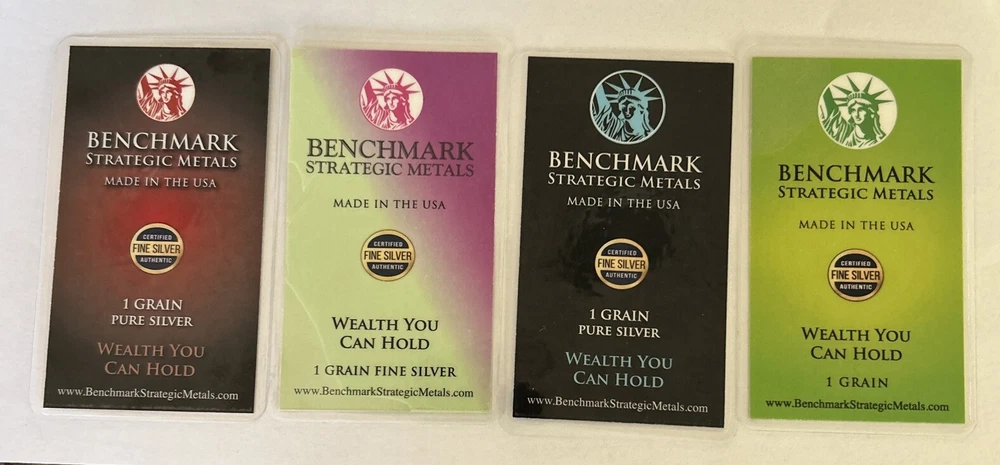 BENCHMARK
STRATEGIC METALS
MADE IN THE USA
CERTIFIED
FINE SILVER
AUTHENTIC
1 GRAIN
PURE SILVER
WEALTH YOU
CAN HOLD
www.BenchmarkStrategicMetals.com
BENCHMARK
STRATEGIC METALS
MADE IN THE USA
CERTIFIED
FINE SILVER
AUTHENTIC
WEALTH YOU
CAN HOLD
1 GRAIN FINE SILVER
www.BenchmarkStrategicMetals.com
BENCHMARK
STRATEGIC METALS
MADE IN THE USA
CERTIFIED
FINE SILVER
AUTHENTIC
1 GRAIN
PURE SILVER
WEALTH YOU
CAN HOLD
www.BenchmarkStrategicMetals.com
BENCHMARK
STRATEGIC METALS
MADE IN THE USA
CERTIFIED
FINE SILVER
AUTHENTIC
WEALTH YOU
CAN HOLD
1 GRAIN
www.BenchmarkStrategicMetals.com